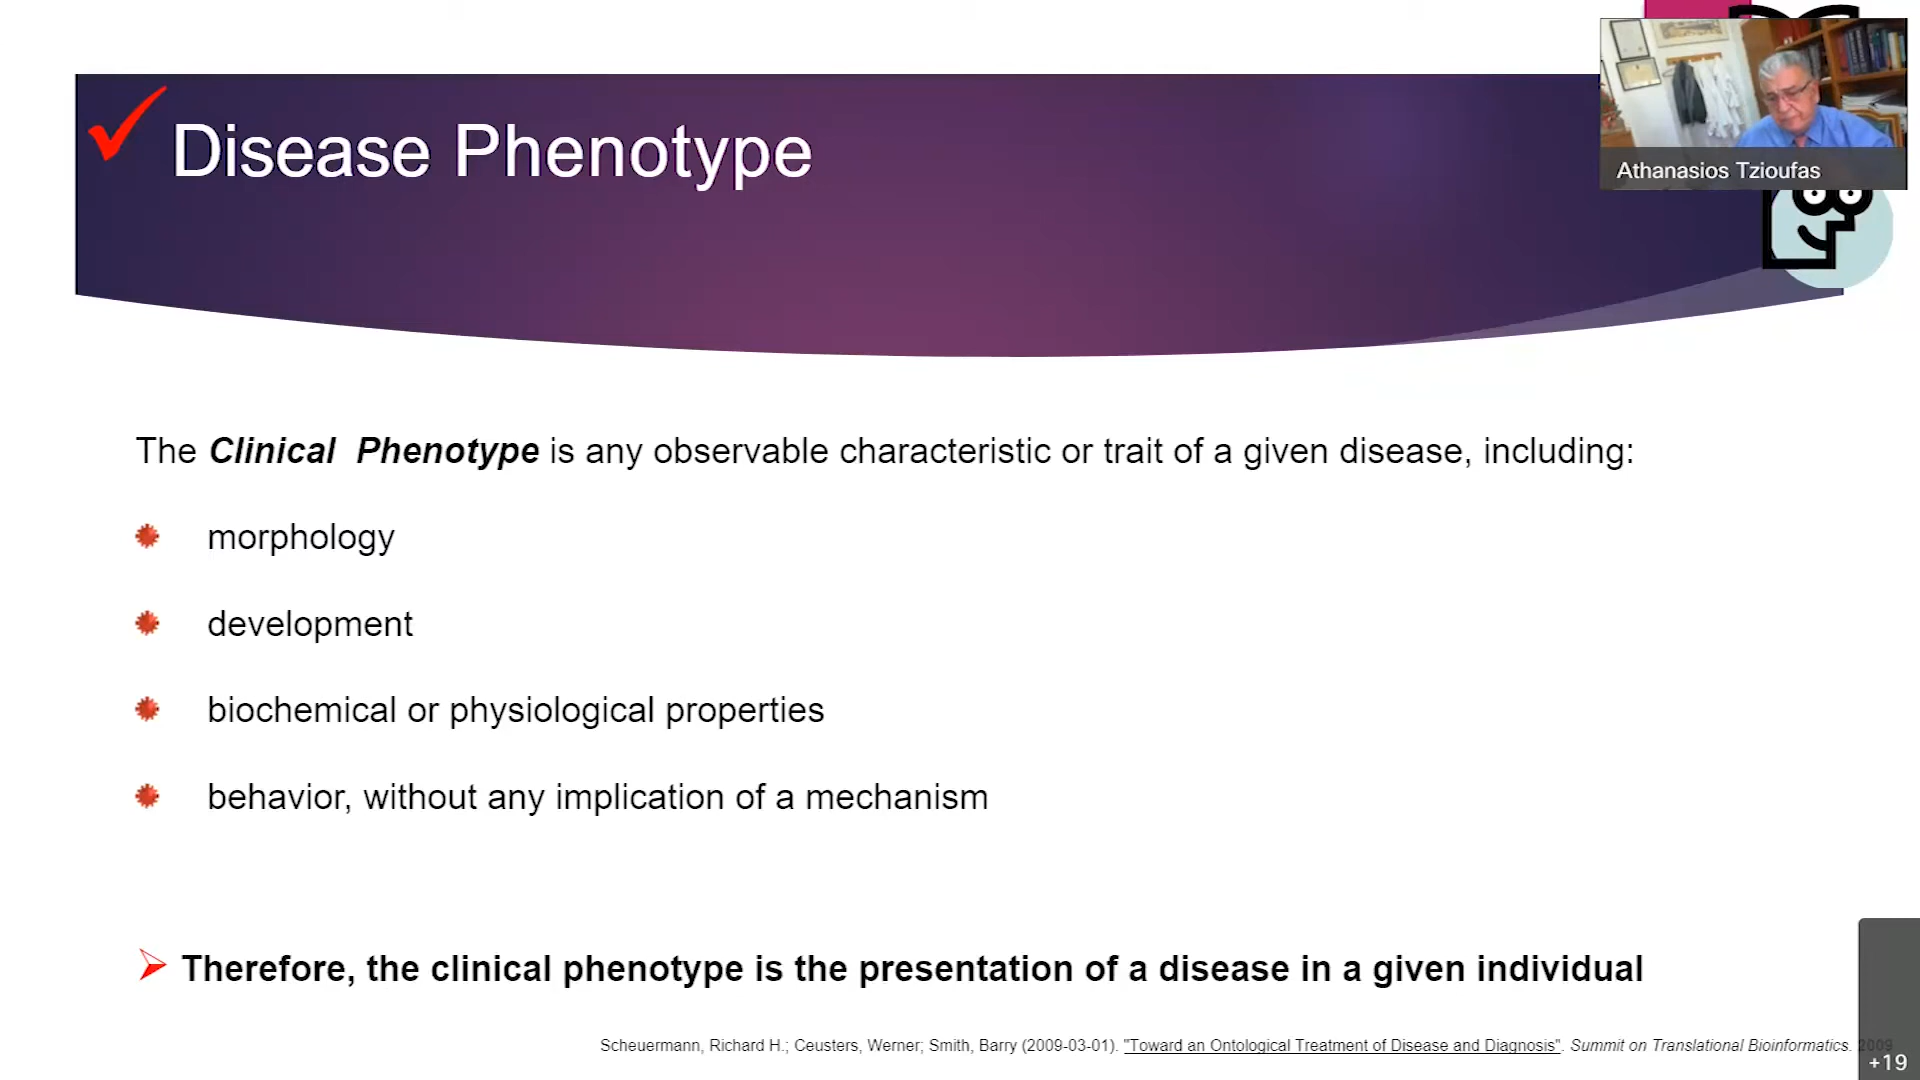 Athanasios Tzioufas
Disease Phenotype
The Clinical Phenotype is any observable characteristic or trait of a given disease, including:
morphology
development
biochemical or physiological properties
behavior, without any implication of a mechanism
Therefore, the clinical phenotype is the presentation of a disease in a given individual
Scheuermann, Richard H.; Ceusters, Werner; Smith, Barry (2009-03-01). "Toward an Ontological Treatment of Disease and Diagnosis". Summit on Translational Bioinformatics. 2009
+19